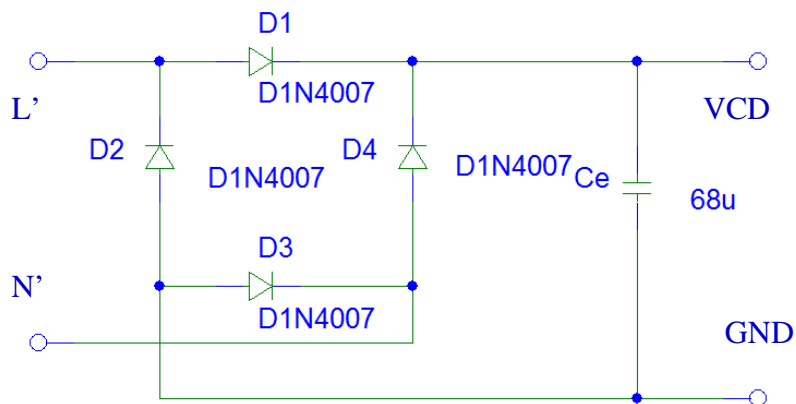 D1
D1N4007
L’
VCD
D2
D1N4007
D4
D1N4007
Ce
68u
D3
D1N4007
N’
GND